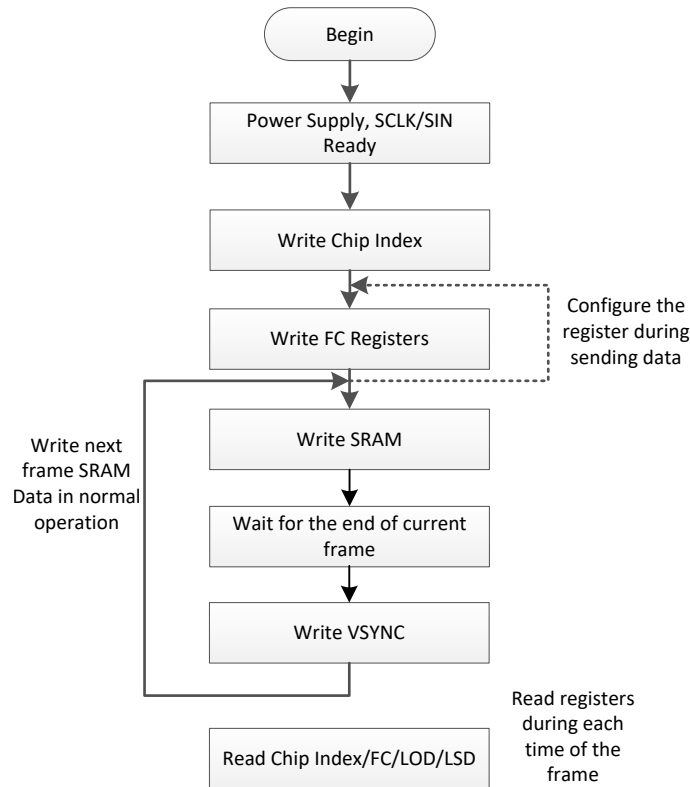 Begin
Power Supply, SCLK/SIN
Ready
Write Chip Index
Configure the
register during
sending data
Write FC Registers
Write next
frame SRAM
Data in normal
operation
Write SRAM
Wait for the end of current
frame
Write VSYNC
Read registers
during each
time of the
frame
Read Chip Index/FC/LOD/LSD